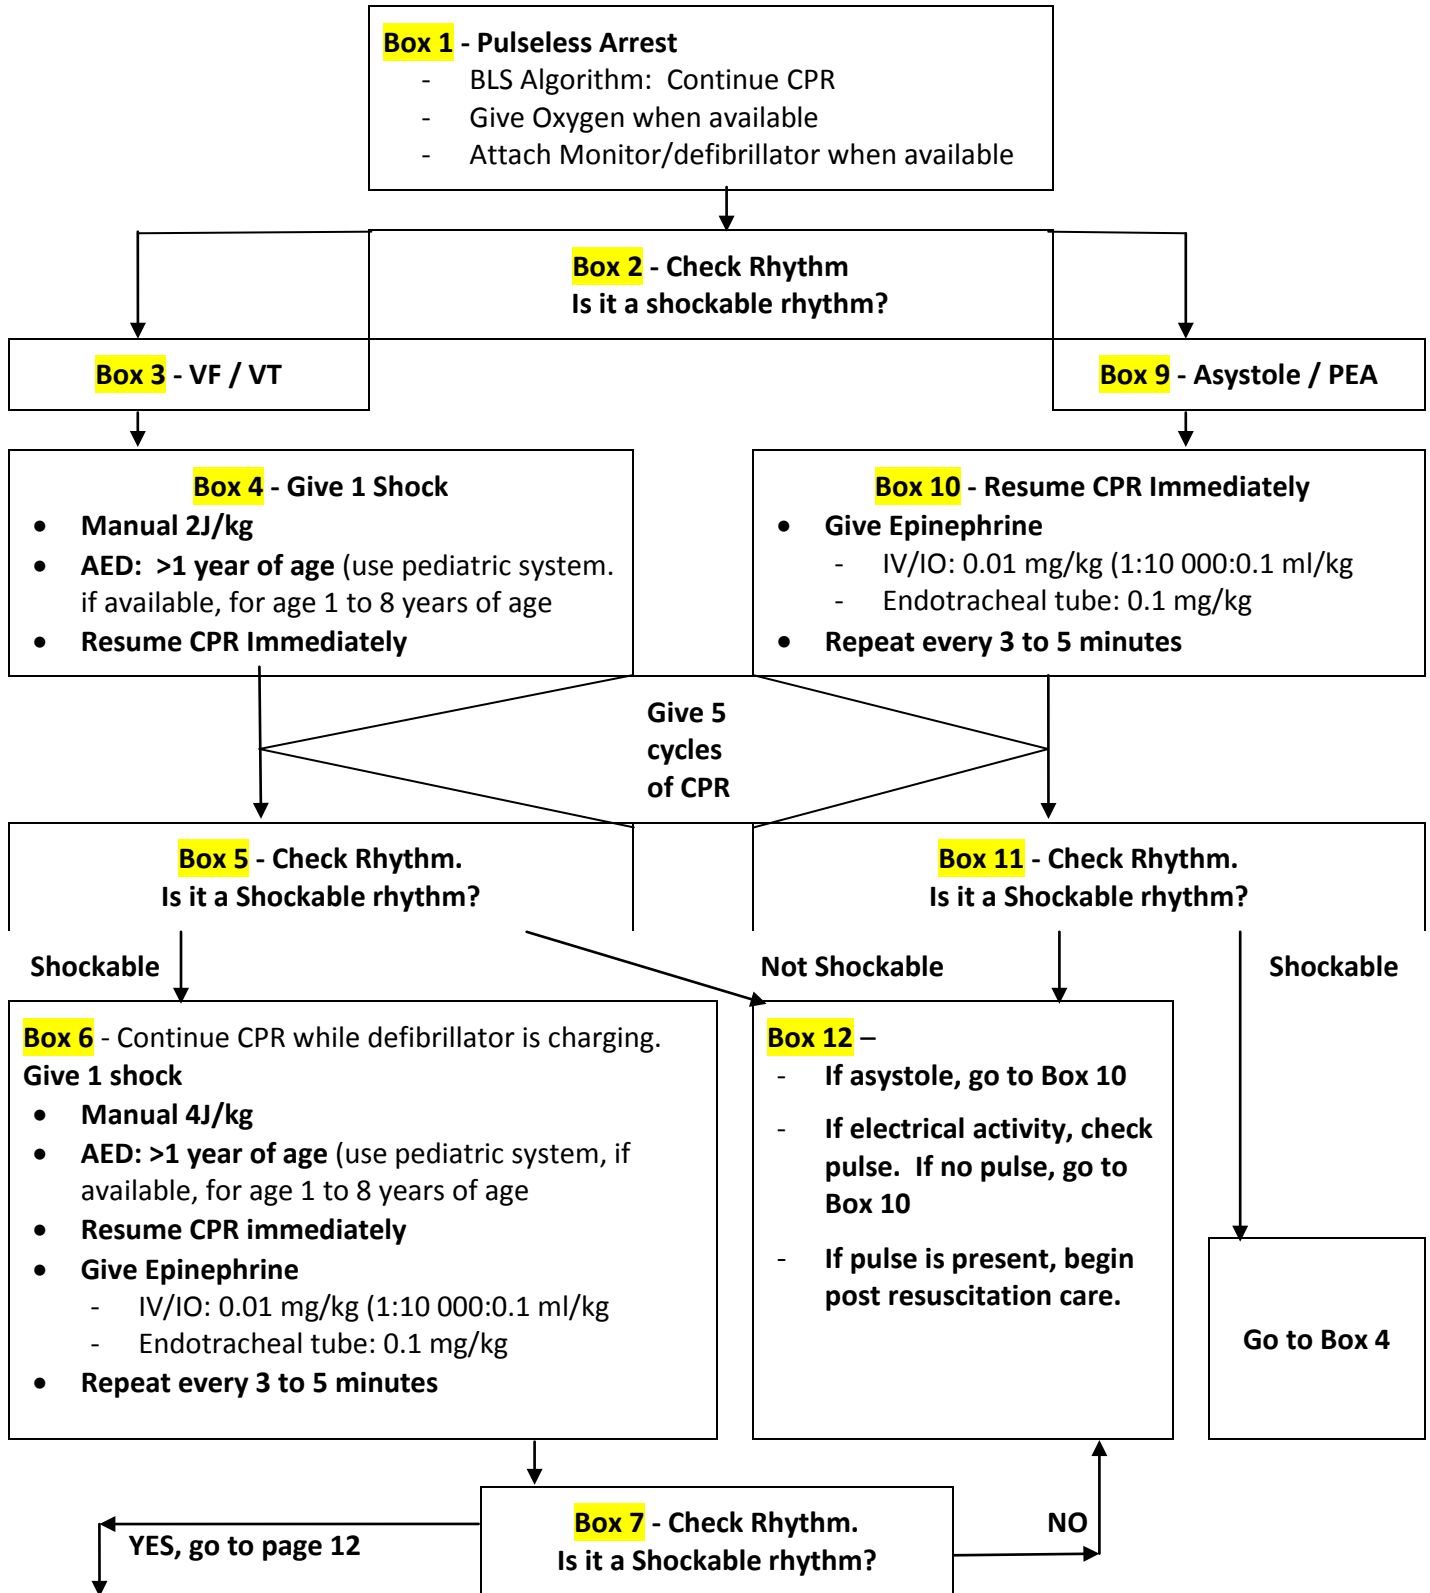 Box 1 - Pulseless Arrest
- BLS Algorithm: Continue CPR
- Give Oxygen when available
- Attach Monitor/defibrillator when available
Box 2 - Check Rhythm
Is it a shockable rhythm?
Box 3 - VF / VT
Box 9 - Asystole / PEA
Box 4 - Give 1 Shock
• Manual 2J/kg
• AED: >1 year of age (use pediatric system.
if available, for age 1 to 8 years of age
• Resume CPR Immediately
Box 10 - Resume CPR Immediately
• Give Epinephrine
- IV/IO: 0.01 mg/kg (1:10 000:0.1 ml/kg
- Endotracheal tube: 0.1 mg/kg
• Repeat every 3 to 5 minutes
Give 5
cycles
of CPR
Box 5 - Check Rhythm.
Is it a Shockable rhythm?
Box 11 - Check Rhythm.
Is it a Shockable rhythm?
Shockable
Not Shockable
Shockable
Box 6 - Continue CPR while defibrillator is charging.
Give 1 shock
• Manual 4J/kg
• AED: >1 year of age (use pediatric system, if
available, for age 1 to 8 years of age
• Resume CPR immediately
• Give Epinephrine
- IV/IO: 0.01 mg/kg (1:10 000:0.1 ml/kg
- Endotracheal tube: 0.1 mg/kg
• Repeat every 3 to 5 minutes
Box 12 –
- If asystole, go to Box 10
- If electrical activity, check
pulse. If no pulse, go to
Box 10
- If pulse is present, begin
post resuscitation care.
Go to Box 4
Box 7 - Check Rhythm.
Is it a Shockable rhythm?
YES, go to page 12
NO